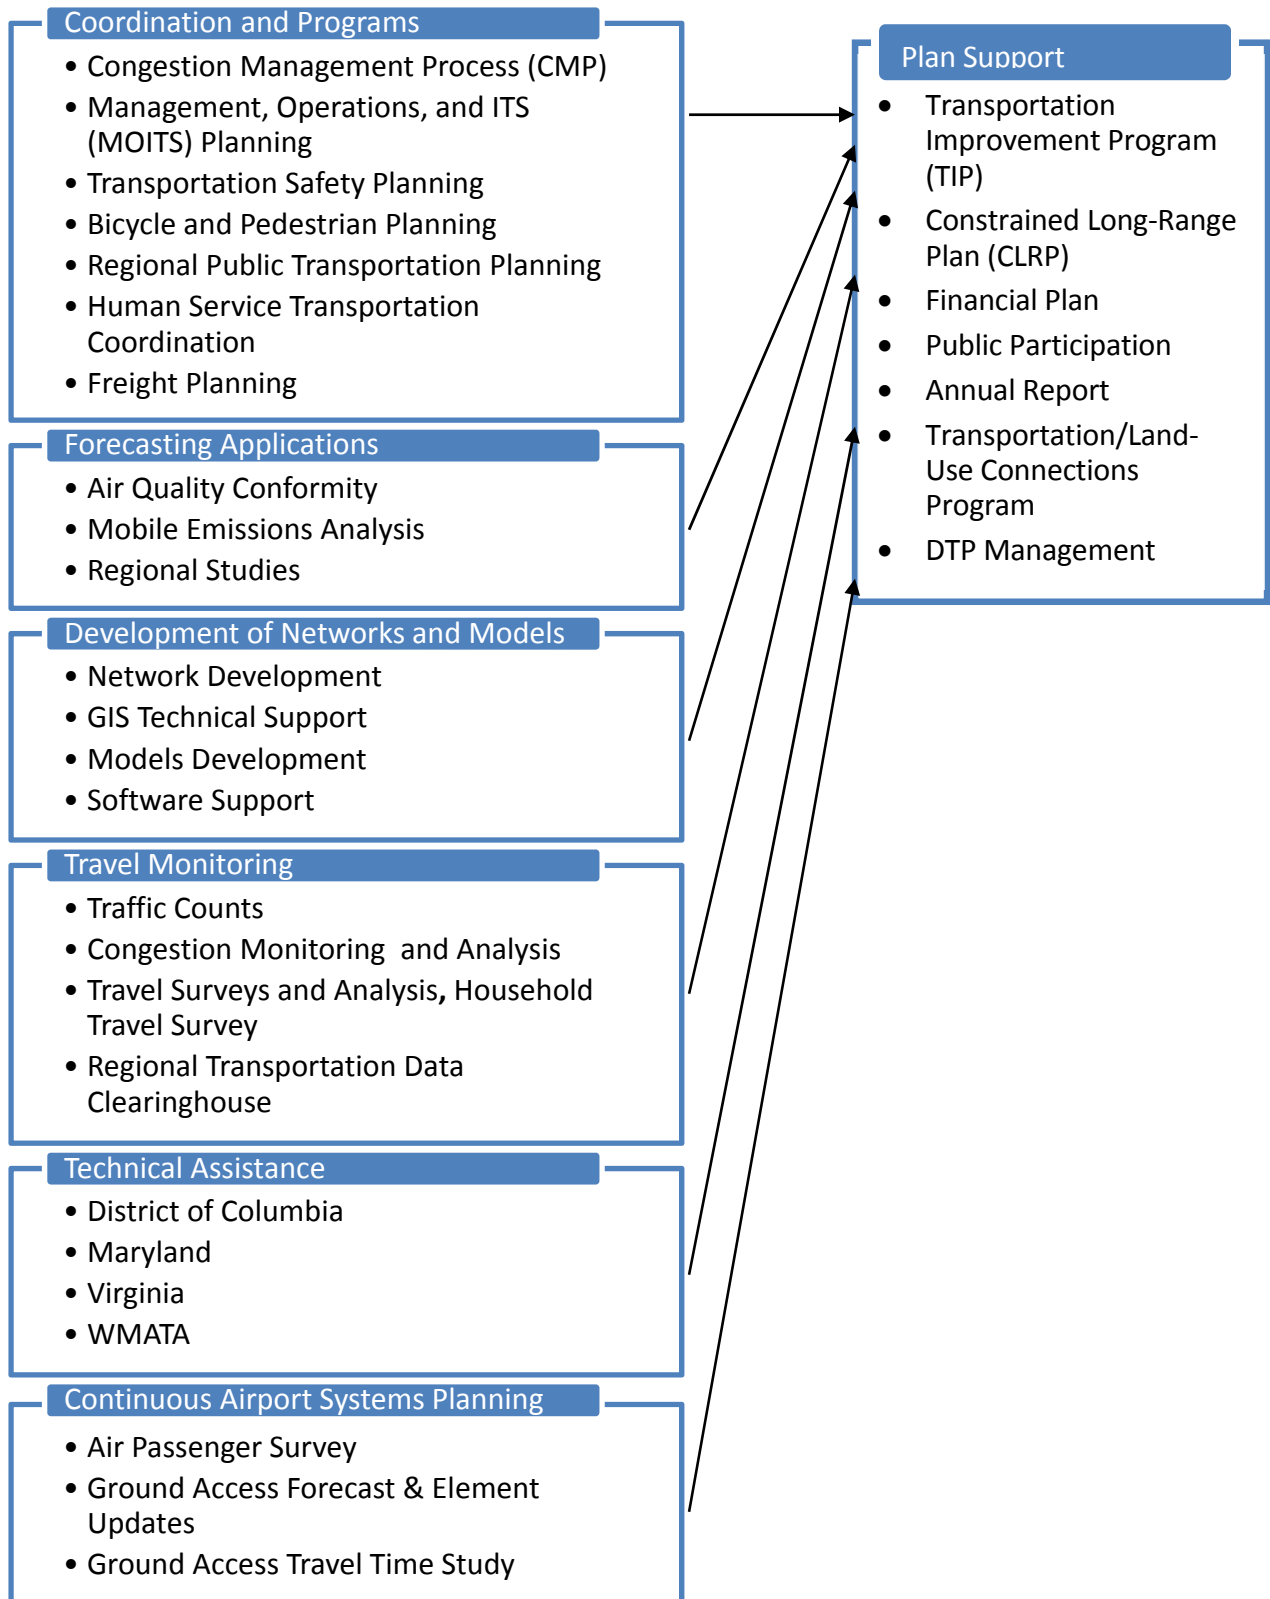 Coordination and Programs
• Congestion Management Process (CMP)
• Management, Operations, and ITS
(MOITS) Planning
• Transportation Safety Planning
• Bicycle and Pedestrian Planning
• Regional Public Transportation Planning
• Human Service Transportation
Coordination
• Freight Planning
Forecasting Applications
• Air Quality Conformity
• Mobile Emissions Analysis
• Regional Studies
Development of Networks and Models
• Network Development
• GIS Technical Support
• Models Development
• Software Support
Travel Monitoring
• Traffic Counts
• Congestion Monitoring  and Analysis
• Travel Surveys and Analysis, Household
Travel Survey
• Regional Transportation Data
Clearinghouse
Technical Assistance
• District of Columbia
• Maryland
• Virginia
• WMATA
Continuous Airport Systems Planning
• Air Passenger Survey
• Ground Access Forecast & Element
Updates
• Ground Access Travel Time Study
Plan Support
• Transportation
Improvement Program
(TIP)
• Constrained Long-Range
Plan (CLRP)
• Financial Plan
• Public Participation
• Annual Report
• Transportation/Land-
Use Connections
Program
• DTP Management